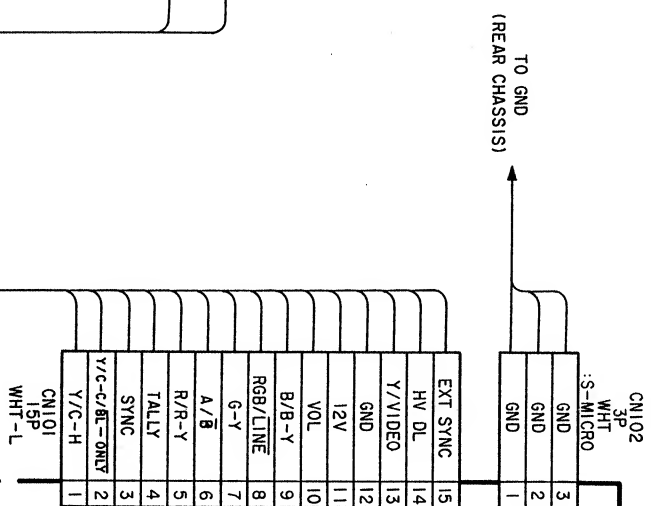 TO GND
(REAR CHASSIS)
CN102
3P
WHT
:S-MICRO
GND 3
GND 2
GND 1
EXT SYNC 15
HV DL 14
Y/VIDEO 13
GND 12
12V 11
VOL 10
B/B-Y 9
RGB/LINE 8
G-Y 7
A/B 6
R/R-Y 5
TALLY 4
SYNC 3
Y/C-C/BL-ONLY 2
Y/C-H 1
CN101
15P
WHT-L